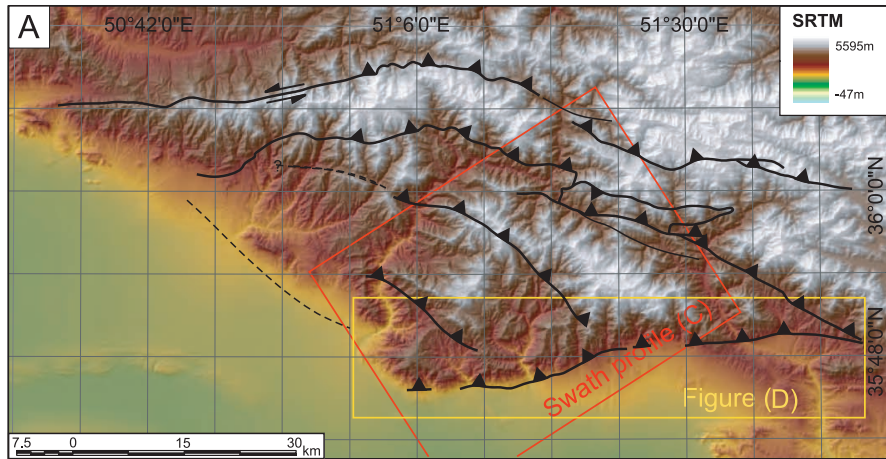 A
50°42'0"E
51°6'0"E
51°30'0"E
SRTM
5595m
-47m
36°0'0"N
35°48'0"N
?
Swath profile (C)
Figure (D)
7.5 0 15 30
km